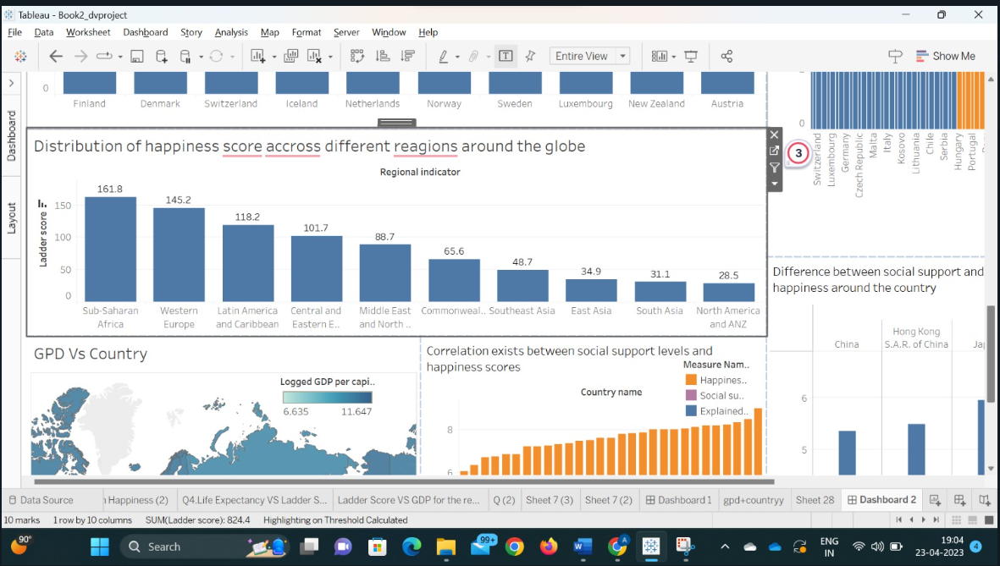 Tableau - Book2_dvproject
File Data Worksheet Dashboard Story Analysis Map Format Server Window Help
Entire View
Show Me
Dashboard
Layout
0
Finland Denmark Switzerland Iceland Netherlands Norway Sweden Luxembourg New Zealand Austria
0
Switzerland
Luxembourg
Germany
Czech Republic
Malta
Italy
Kosovo
Lithuania
Chile
Serbia
Hungary
Portugal
3
Distribution of happiness score accross different reagions around the globe
Regional indicator
Ladder score
150
100
50
0
161.8
145.2
118.2
101.7
88.7
65.6
48.7
34.9
31.1
28.5
Sub-Saharan
Africa
Western
Europe
Latin America
and Caribbean
Central and
Eastern E..
Middle East
and North ..
Commonweal..
Southeast Asia
East Asia
South Asia
North America
and ANZ
GPD Vs Country
Logged GDP per capi..
6.635 11.647
Correlation exists between social support levels and
happiness scores
Measure Nam..
Happines..
Social su..
Explained..
Country name
8
6
Difference between social support and
happiness around the country
China
Hong Kong
S.A.R. of China
Jap
6
5
Data Source
Happiness (2)
Q4.Life Expectancy VS Ladder S...
Ladder Score VS GDP for the re...
Q (2)
Sheet 7 (3)
Sheet 7 (2)
Dashboard 1
gpd+countryy
Sheet 28
Dashboard 2
10 marks 1 row by 10 columns SUM(Ladder score): 824.4 Highlighting on Threshold Calculated
90°
Search
99+
A
ENG
IN
19:04
23-04-2023
4